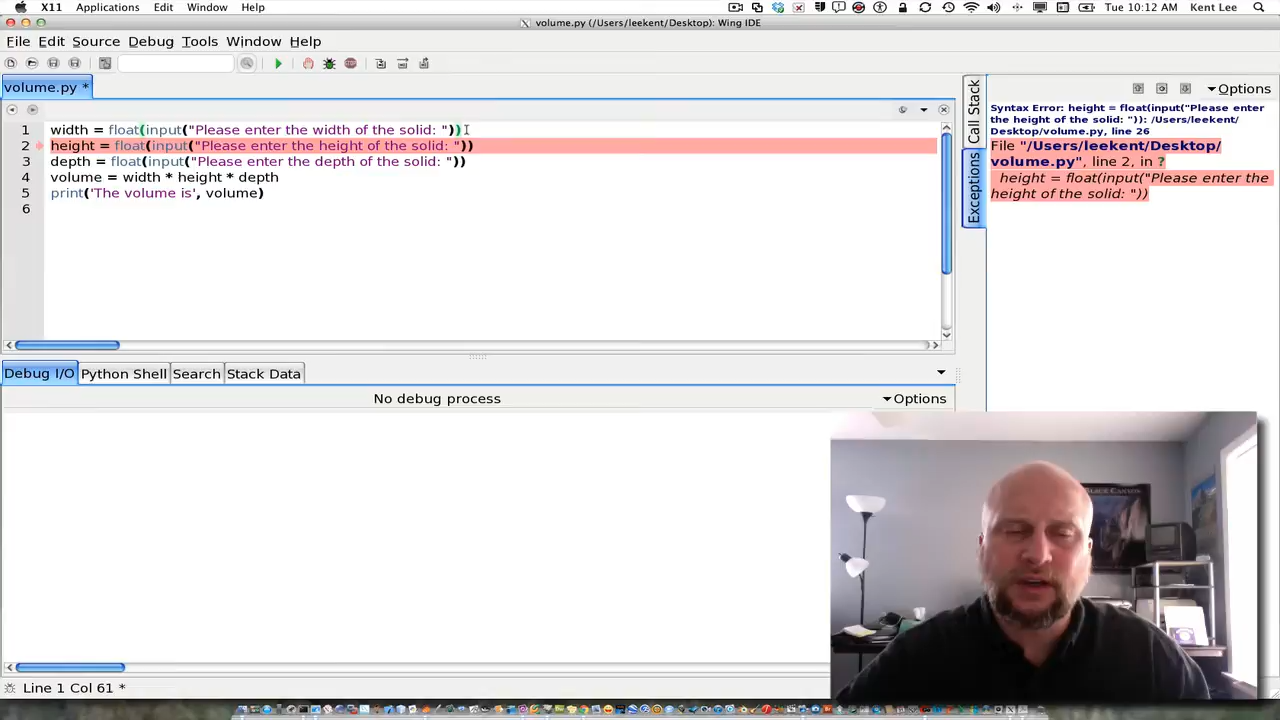 X11 Applications Edit Window Help Tue 10:12 AM Kent Lee
volume.py (/Users/leekent/Desktop): Wing IDE
File Edit Source Debug Tools Window Help
volume.py *
Options
1 width = float(input("Please enter the width of the solid: "))
2 height = float(input("Please enter the height of the solid: "))
3 depth = float(input("Please enter the depth of the solid: "))
4 volume = width * height * depth
5 print('The volume is', volume)
6
Call Stack
Exceptions
Syntax Error: height = float(input("Please enter
the height of the solid: ")): /Users/leekent/
Desktop/volume.py, line 26
File "/Users/leekent/Desktop/
volume.py", line 2, in ?
height = float(input("Please enter the
height of the solid: "))
Debug I/O Python Shell Search Stack Data
No debug process
Options
Line 1 Col 61 *